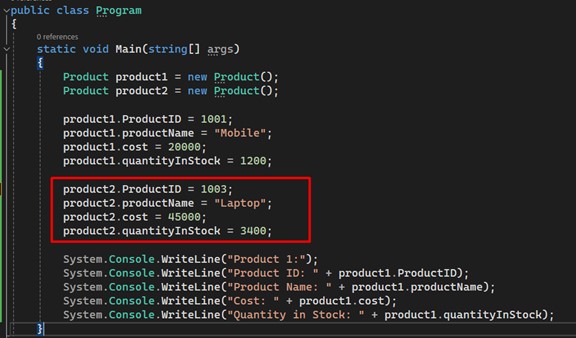 public class Program
{
0 references
static void Main(string[] args)
{
Product product1 = new Product();
Product product2 = new Product();
product1.ProductID = 1001;
product1.productName = "Mobile";
product1.cost = 20000;
product1.quantityInStock = 1200;
product2.ProductID = 1003;
product2.productName = "Laptop";
product2.cost = 45000;
product2.quantityInStock = 3400;
System.Console.WriteLine("Product 1:");
System.Console.WriteLine("Product ID: " + product1.ProductID);
System.Console.WriteLine("Product Name: " + product1.productName);
System.Console.WriteLine("Cost: " + product1.cost);
System.Console.WriteLine("Quantity in Stock: " + product1.quantityInStock);
}